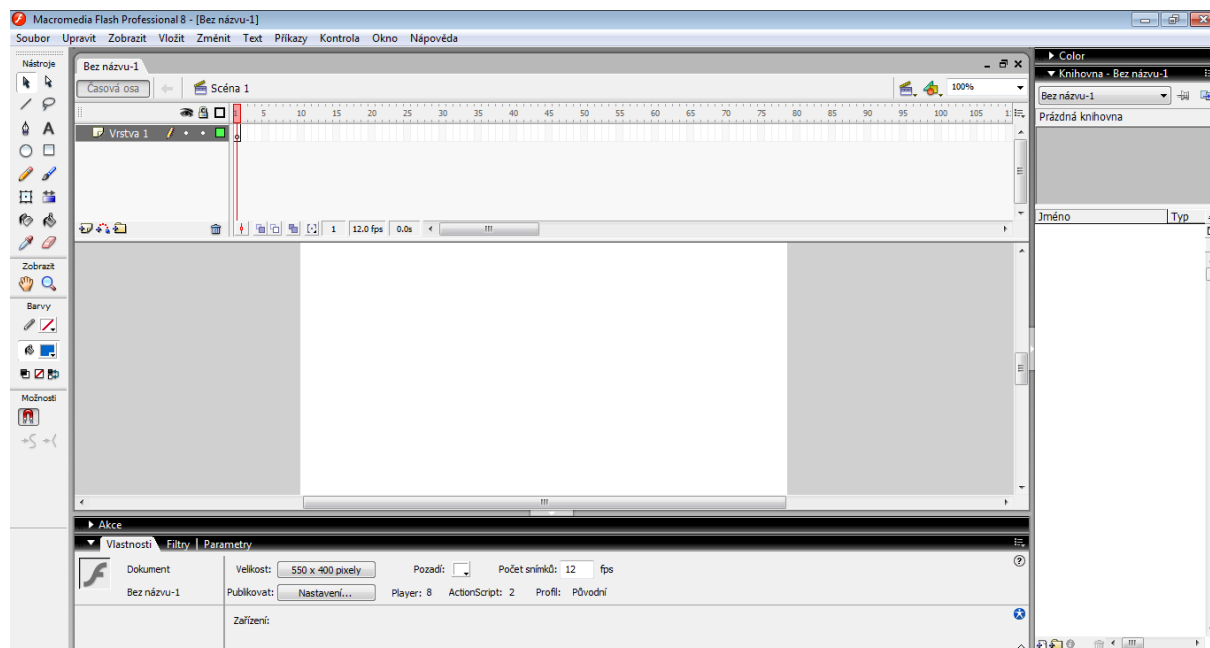 Macromedia Flash Professional 8 - [Bez názvu-1]
Soubor Upravit Zobrazit Vložit Změnit Text Příkazy Kontrola Okno Nápověda
Nástroje
Bez názvu-1
Časová osa
Scéna 1
100%
1 5 10 15 20 25 30 35 40 45 50 55 60 65 70 75 80 85 90 95 100 105
Vrstva 1
1 12.0 fps 0.0s
Zobrazit
Barvy
Možnosti
Color
Knihovna - Bez názvu-1
Bez názvu-1
Prázdná knihovna
Jméno Typ
Akce
Vlastnosti Filtry Parametry
Dokument Velikost: 550 x 400 pixely Pozadí: Počet snímků: 12 fps
Bez názvu-1 Publikovat: Nastavení... Player: 8 ActionScript: 2 Profil: Původní
Zařízení: